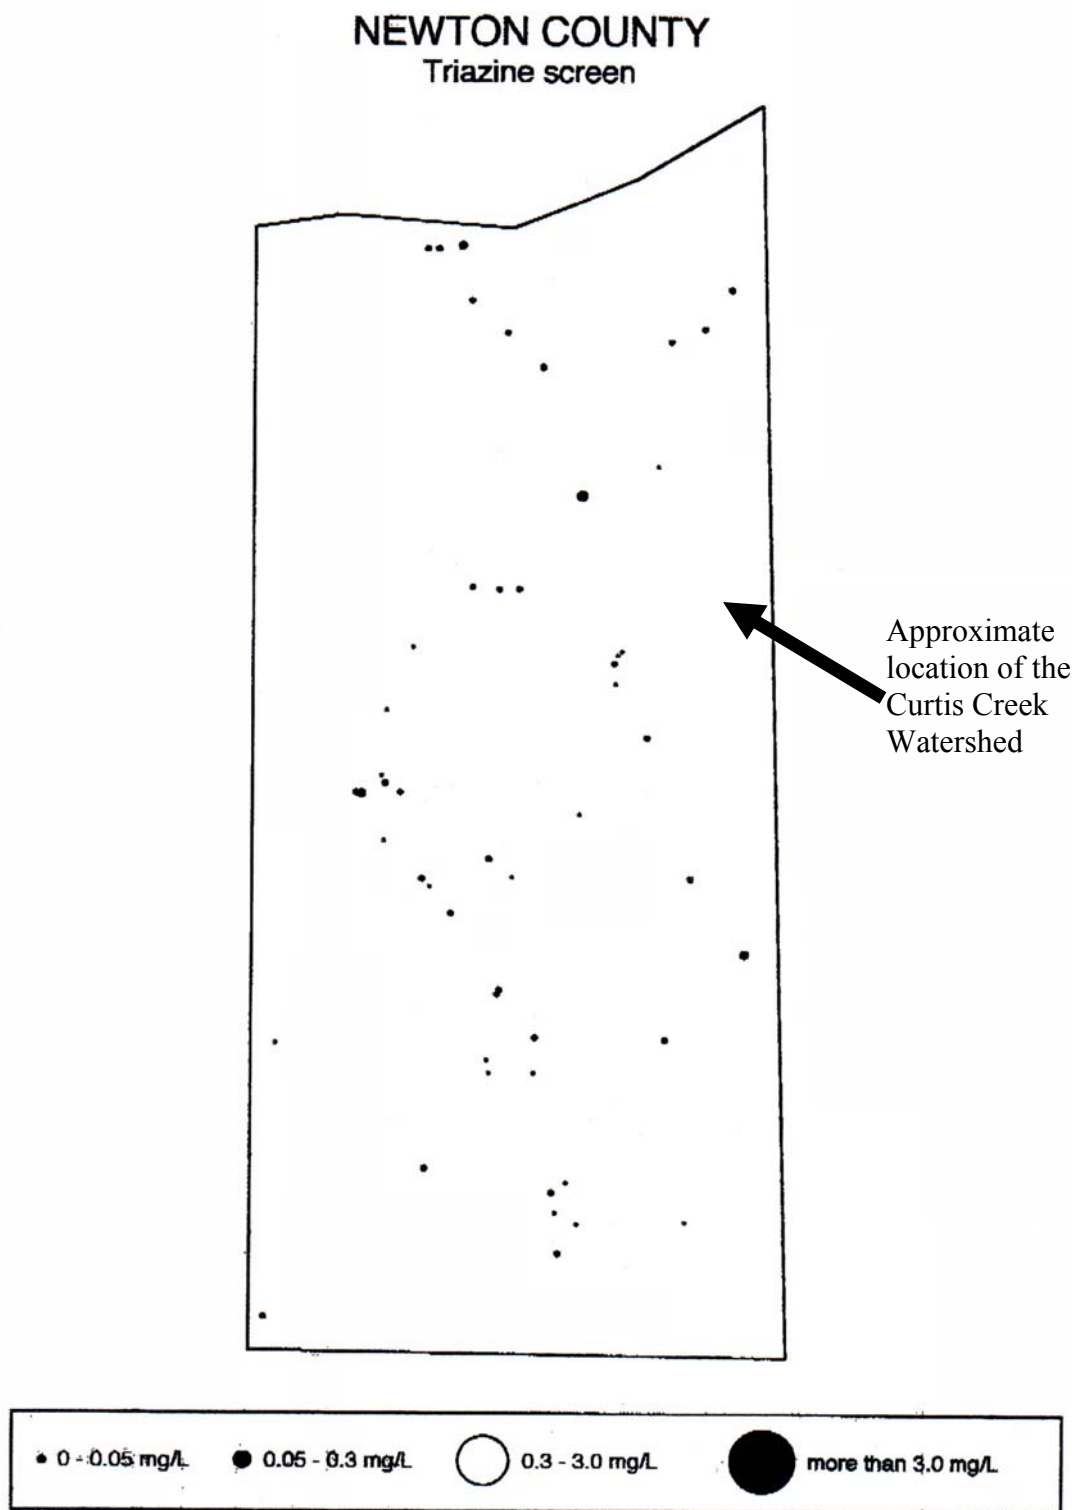 NEWTON COUNTY
Triazine screen
Approximate
location of the
Curtis Creek
Watershed
0 - 0.05 mg/L 0.05 - 0.3 mg/L 0.3 - 3.0 mg/L more than 3.0 mg/L